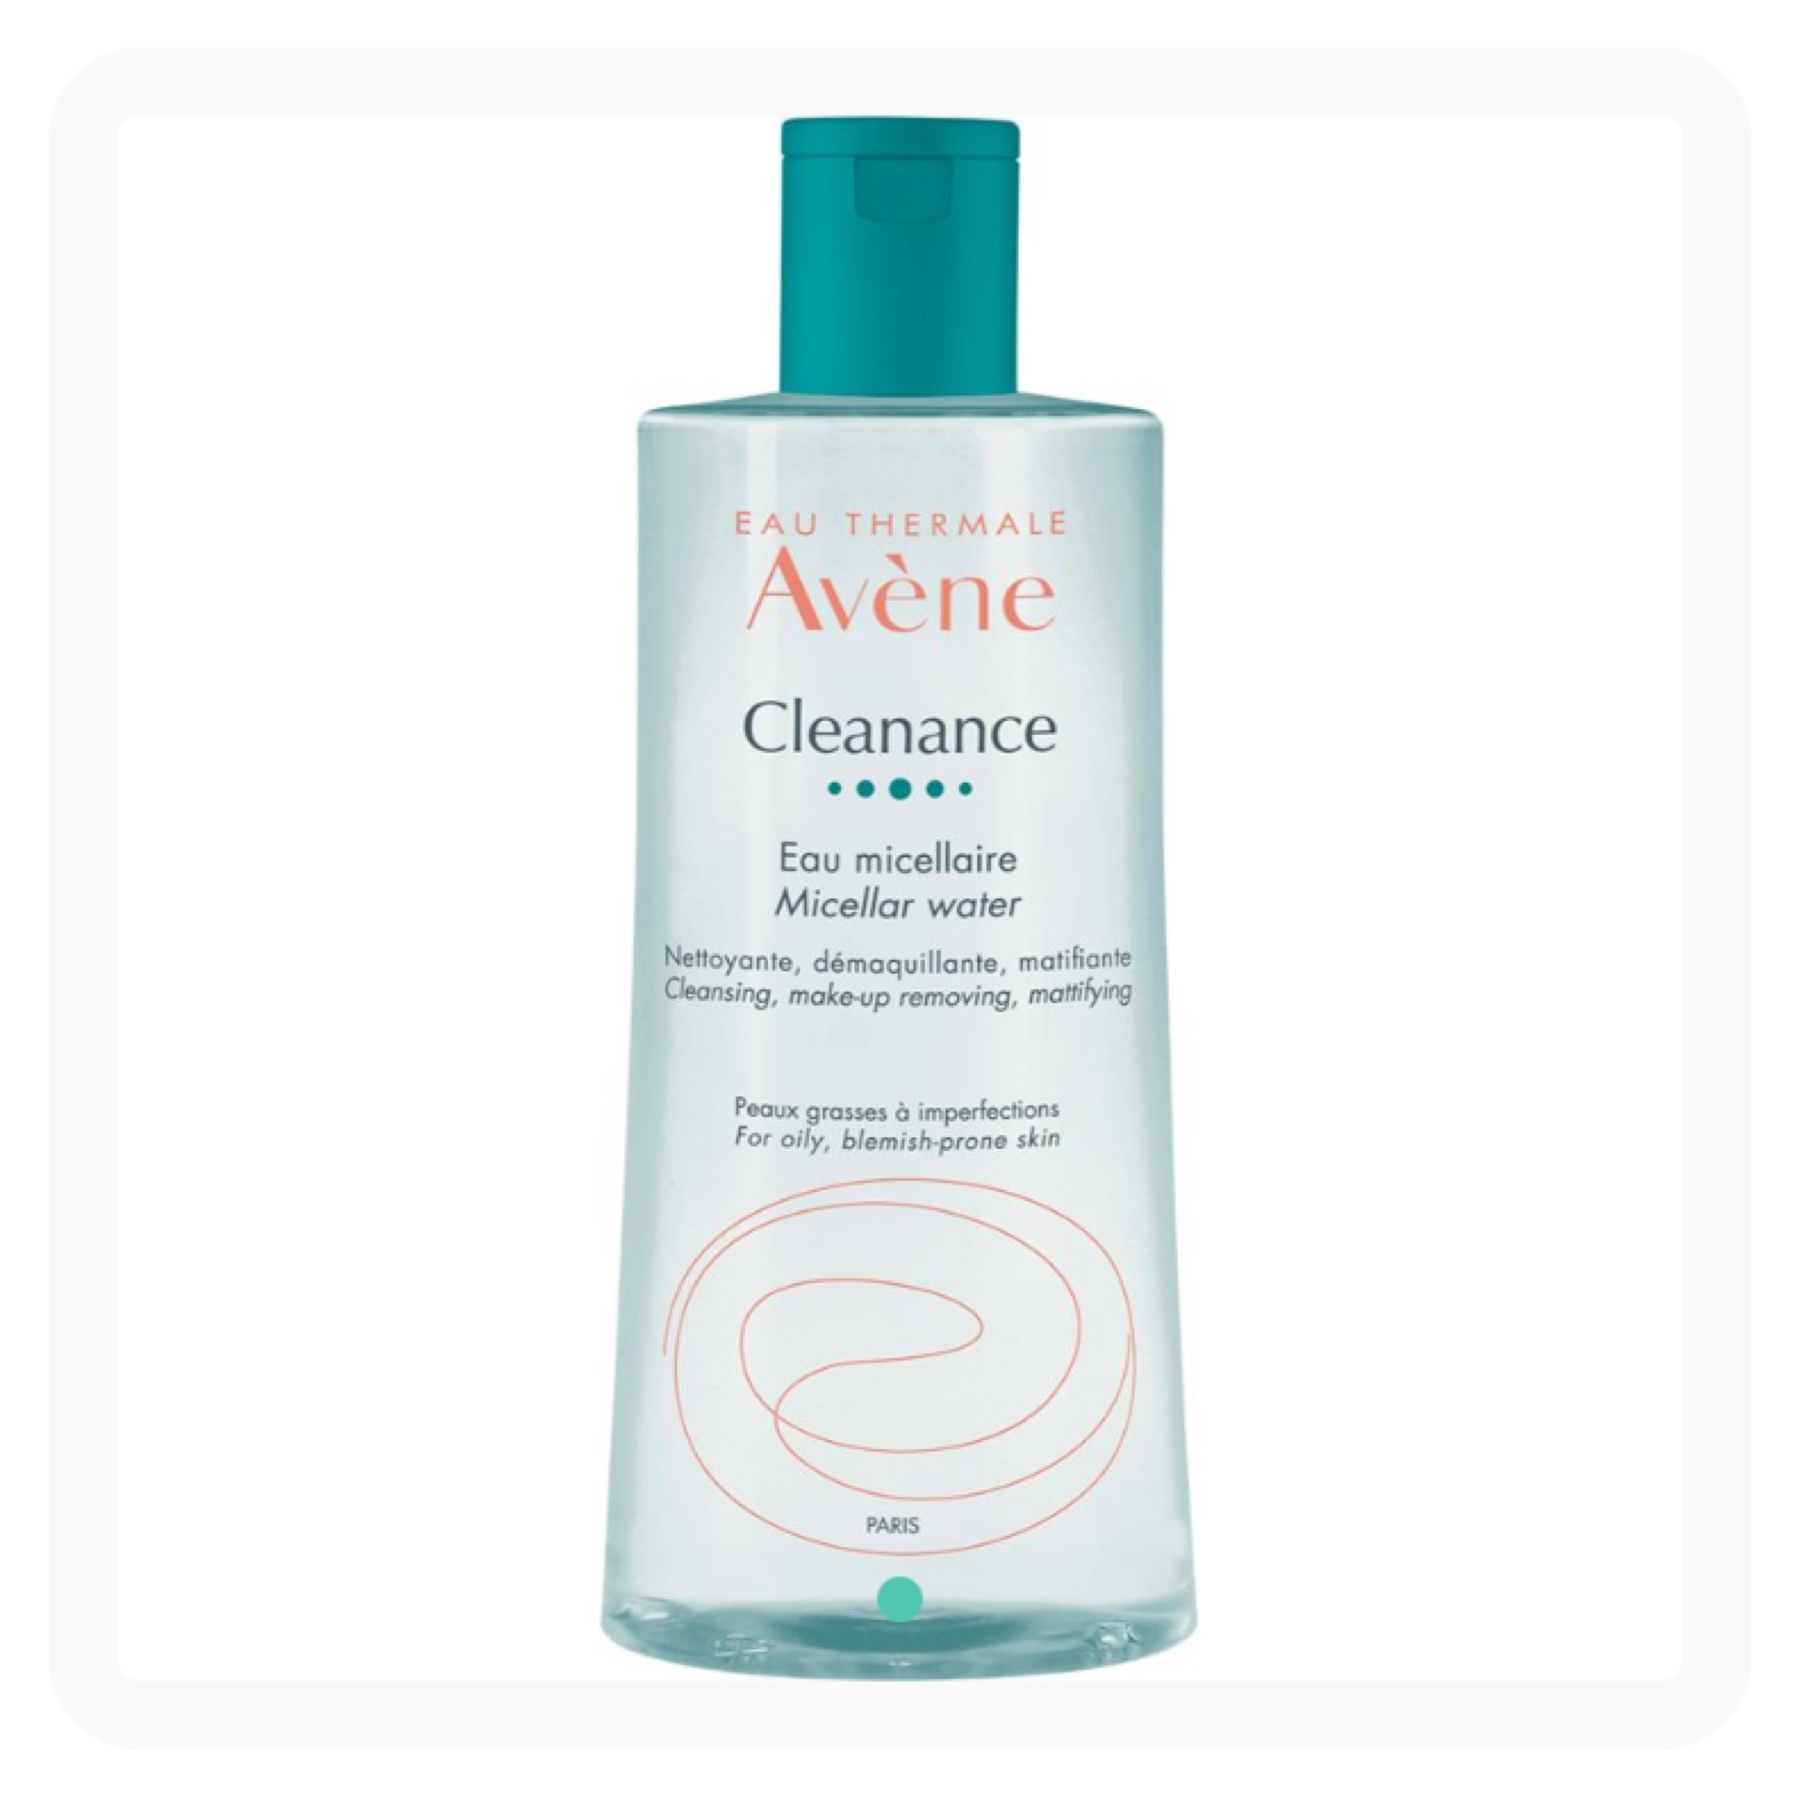 EAU THERMALE
Avène
Cleanance
Eau micellaire
Micellar water
Nettoyante, démaquillante, matifiante
Cleansing, make-up removing, mattifying
Peaux grasses à imperfections
For oily, blemish-prone skin
PARIS